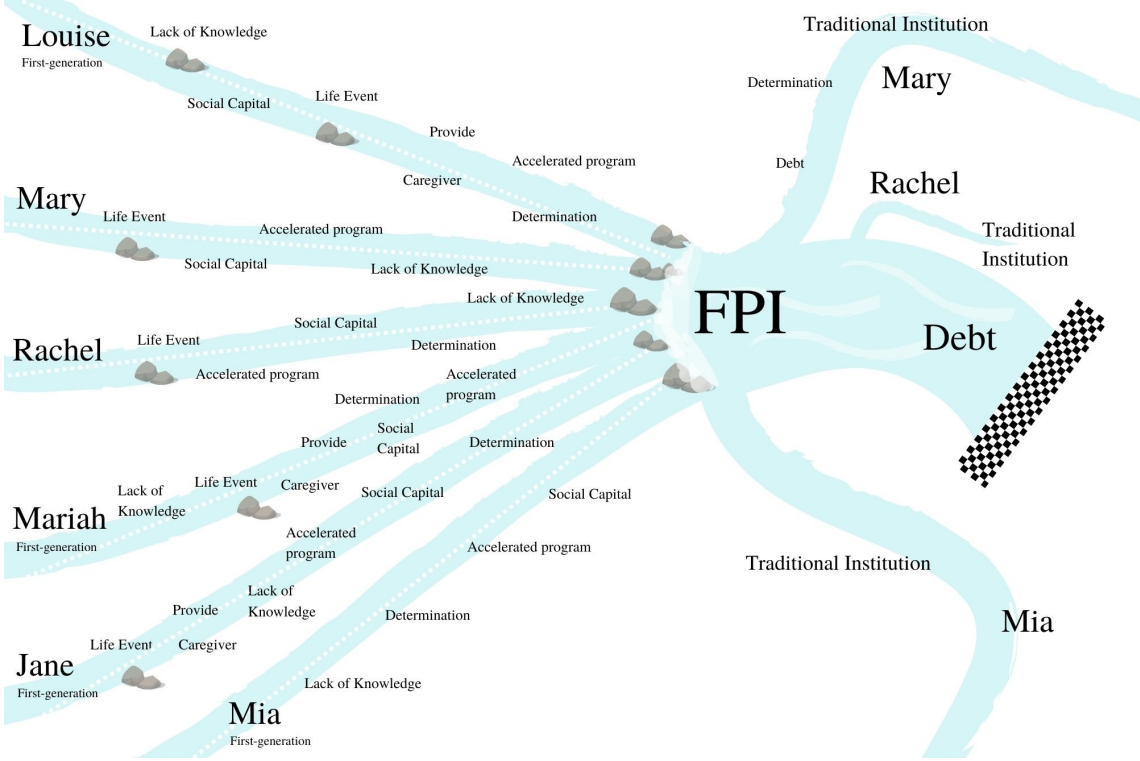 Louise
First-generation
Lack of Knowledge
Social Capital
Life Event
Provide
Caregiver
Accelerated program
Determination
Mary
Life Event
Accelerated program
Social Capital
Lack of Knowledge
Rachel
Life Event
Accelerated program
Social Capital
Lack of Knowledge
Determination
Mariah
First-generation
Lack of
Knowledge
Life Event
Caregiver
Provide
Determination
Social
Capital
Accelerated
program
Jane
First-generation
Life Event
Caregiver
Provide
Lack of
Knowledge
Accelerated
program
Social Capital
Determination
Mia
First-generation
Lack of Knowledge
Determination
Accelerated program
Social Capital
FPI
Debt
Traditional Institution
Mary
Determination
Debt
Rachel
Traditional
Institution
Traditional Institution
Mia